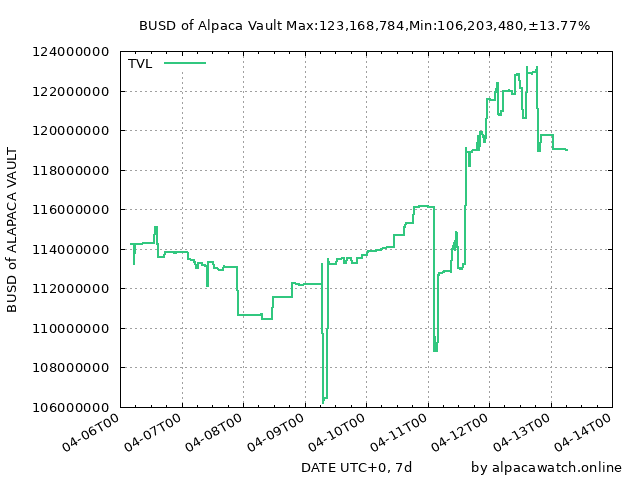 BUSD of Alpaca Vault Max:123,168,784,Min:106,203,480,±13.77%
TVL
124000000
122000000
120000000
118000000
116000000
114000000
112000000
110000000
108000000
106000000
BUSD of ALAPACA VAULT
04-06T00
04-07T00
04-08T00
04-09T00
04-10T00
04-11T00
04-12T00
04-13T00
04-14T00
DATE UTC+0, 7d
by alpacawatch.online